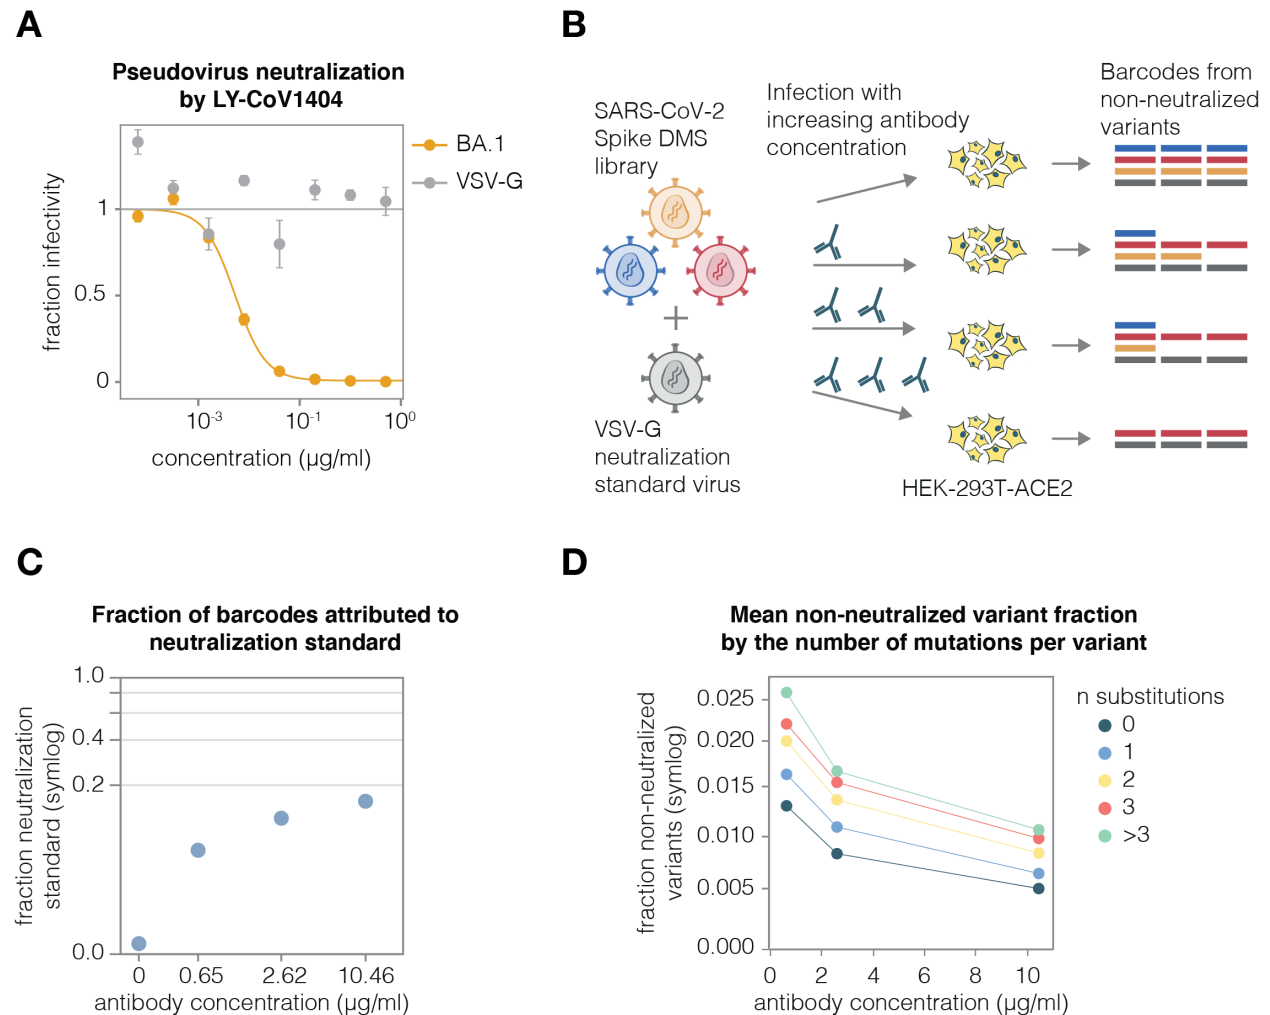 A
Pseudovirus neutralization
by LY-CoV1404
fraction infectivity
1
0.5
0
10-3
10-1
100
concentration (μg/ml)
BA.1
VSV-G
B
SARS-CoV-2
Spike DMS
library
VSV-G
neutralization
standard virus
Infection with
increasing antibody
concentration
HEK-293T-ACE2
Barcodes from
non-neutralized
variants
C
Fraction of barcodes attributed to
neutralization standard
fraction neutralization
standard (symlog)
1.0
0.4
0.2
0.0
0
0.65
2.62
10.46
antibody concentration (μg/ml)
D
Mean non-neutralized variant fraction
by the number of mutations per variant
fraction non-neutralized
variants (symlog)
0.025
0.020
0.015
0.010
0.005
0.000
0
2
4
6
8
10
antibody concentration (μg/ml)
n substitutions
0
1
2
3
>3